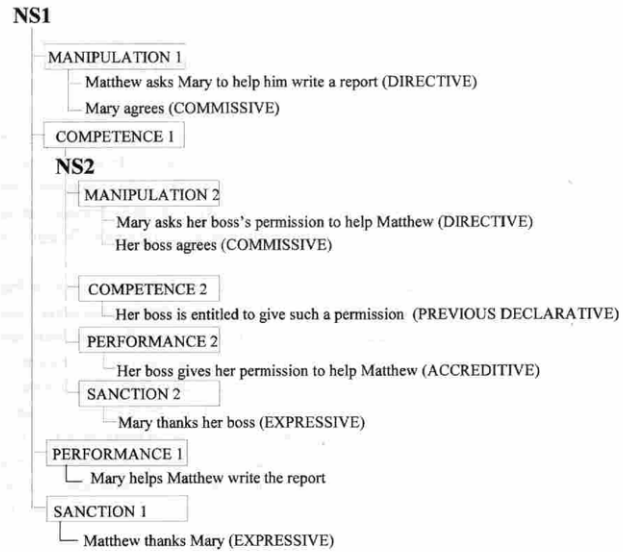 NS1
MANIPULATION 1
Matthew asks Mary to help him write a report (DIRECTIVE)
Mary agrees (COMMISSIVE)
COMPETENCE 1
NS2
MANIPULATION 2
Mary asks her boss's permission to help Matthew (DIRECTIVE)
Her boss agrees (COMMISSIVE)
COMPETENCE 2
Her boss is entitled to give such a permission (PREVIOUS DECLARATIVE)
PERFORMANCE 2
Her boss gives her permission to help Matthew (ACCREDITIVE)
SANCTION 2
Mary thanks her boss (EXPRESSIVE)
PERFORMANCE 1
Mary helps Matthew write the report
SANCTION 1
Matthew thanks Mary (EXPRESSIVE)